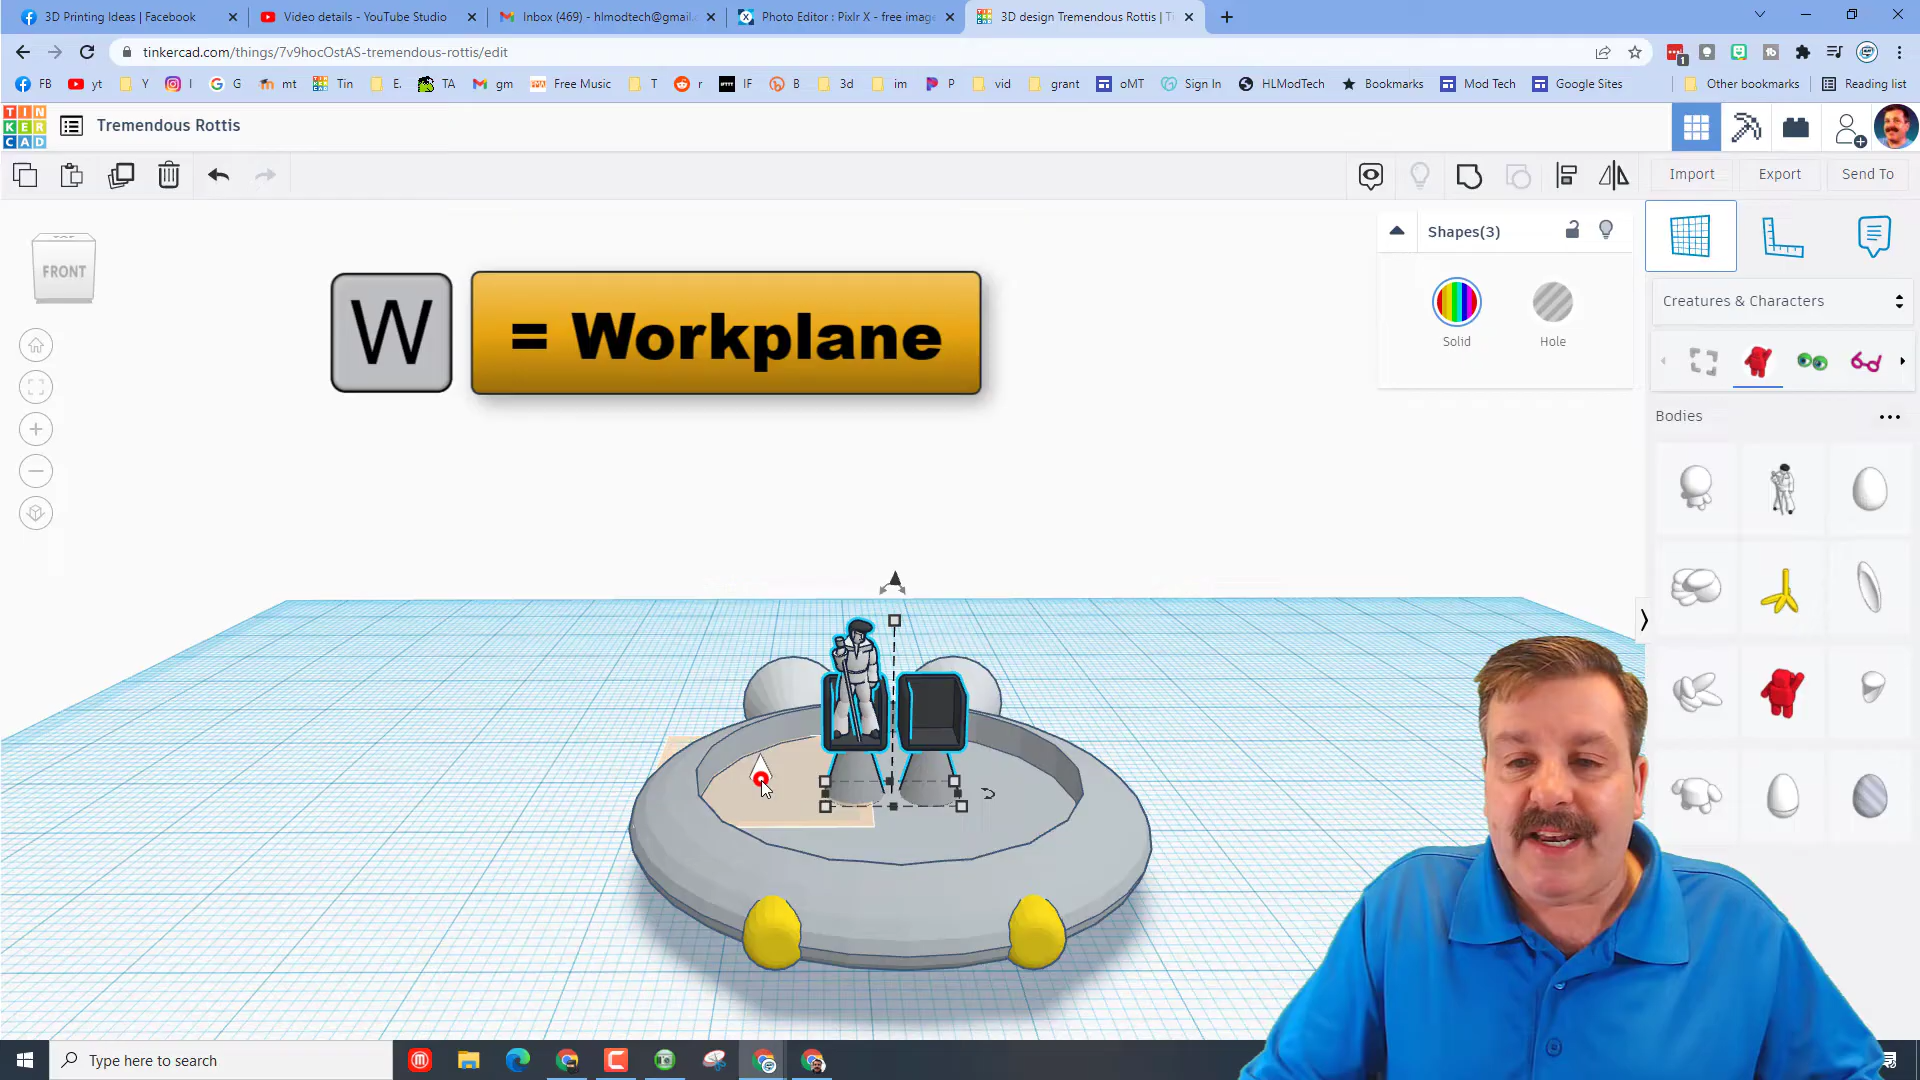 3D Printing Ideas | Facebook
Video details - YouTube Studio
Inbox (469) - hlmodtech@gmail.
Photo Editor : Pixlr X - free image
3D design Tremendous Rottis | Ti
tinkercad.com/things/7v9hocOstAS-tremendous-rottis/edit
FB
yt
Y
I
G
mt
Tin
E.
TA
gm
Free Music
T
r
IF
B
3d
im
P
vid
grant
oMT
Sign In
HLModTech
Bookmarks
Mod Tech
Google Sites
Other bookmarks
Reading list
TIN
KER
CAD
Tremendous Rottis
Import
Export
Send To
TOP
FRONT
W
= Workplane
Shapes(3)
Solid
Hole
Creatures & Characters
Bodies
Type here to search